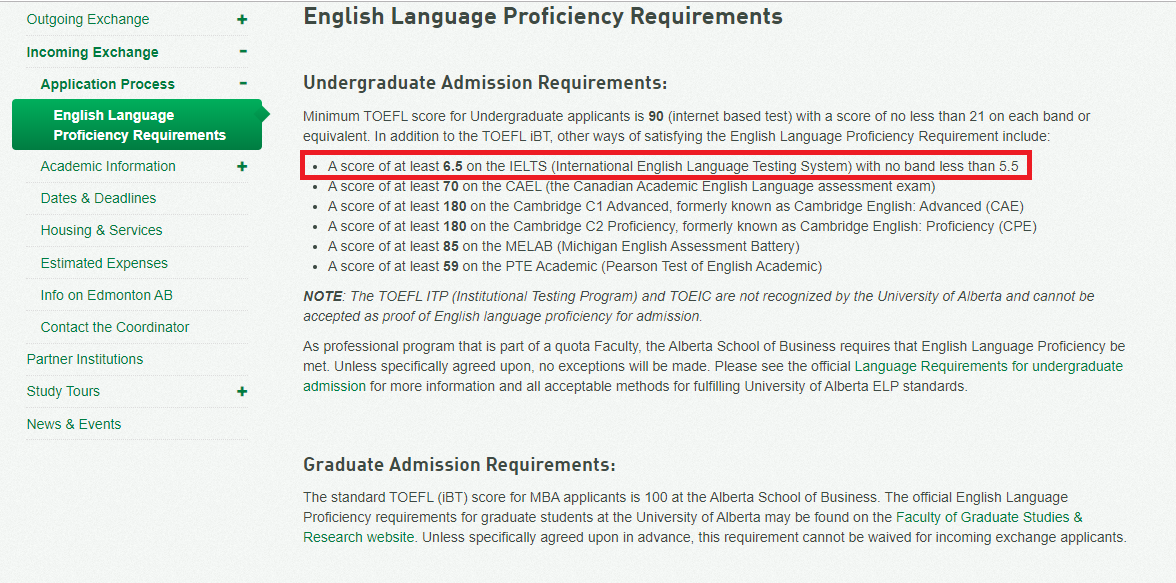 Outgoing Exchange +
Incoming Exchange -
Application Process -
English Language
Proficiency Requirements
Academic Information +
Dates & Deadlines
Housing & Services
Estimated Expenses
Info on Edmonton AB
Contact the Coordinator
Partner Institutions
Study Tours +
News & Events
English Language Proficiency Requirements
Undergraduate Admission Requirements:
Minimum TOEFL score for Undergraduate applicants is 90 (internet based test) with a score of no less than 21 on each band or
equivalent. In addition to the TOEFL iBT, other ways of satisfying the English Language Proficiency Requirement include:
• A score of at least 6.5 on the IELTS (International English Language Testing System) with no band less than 5.5
• A score of at least 70 on the CAEL (the Canadian Academic English Language assessment exam)
• A score of at least 180 on the Cambridge C1 Advanced, formerly known as Cambridge English: Advanced (CAE)
• A score of at least 180 on the Cambridge C2 Proficiency, formerly known as Cambridge English: Proficiency (CPE)
• A score of at least 85 on the MELAB (Michigan English Assessment Battery)
• A score of at least 59 on the PTE Academic (Pearson Test of English Academic)
NOTE: The TOEFL ITP (Institutional Testing Program) and TOEIC are not recognized by the University of Alberta and cannot be
accepted as proof of English language proficiency for admission.
As professional program that is part of a quota Faculty, the Alberta School of Business requires that English Language Proficiency be
met. Unless specifically agreed upon, no exceptions will be made. Please see the official Language Requirements for undergraduate
admission for more information and all acceptable methods for fulfilling University of Alberta ELP standards.
Graduate Admission Requirements:
The standard TOEFL (iBT) score for MBA applicants is 100 at the Alberta School of Business. The official English Language
Proficiency requirements for graduate students at the University of Alberta may be found on the Faculty of Graduate Studies &
Research website. Unless specifically agreed upon in advance, this requirement cannot be waived for incoming exchange applicants.